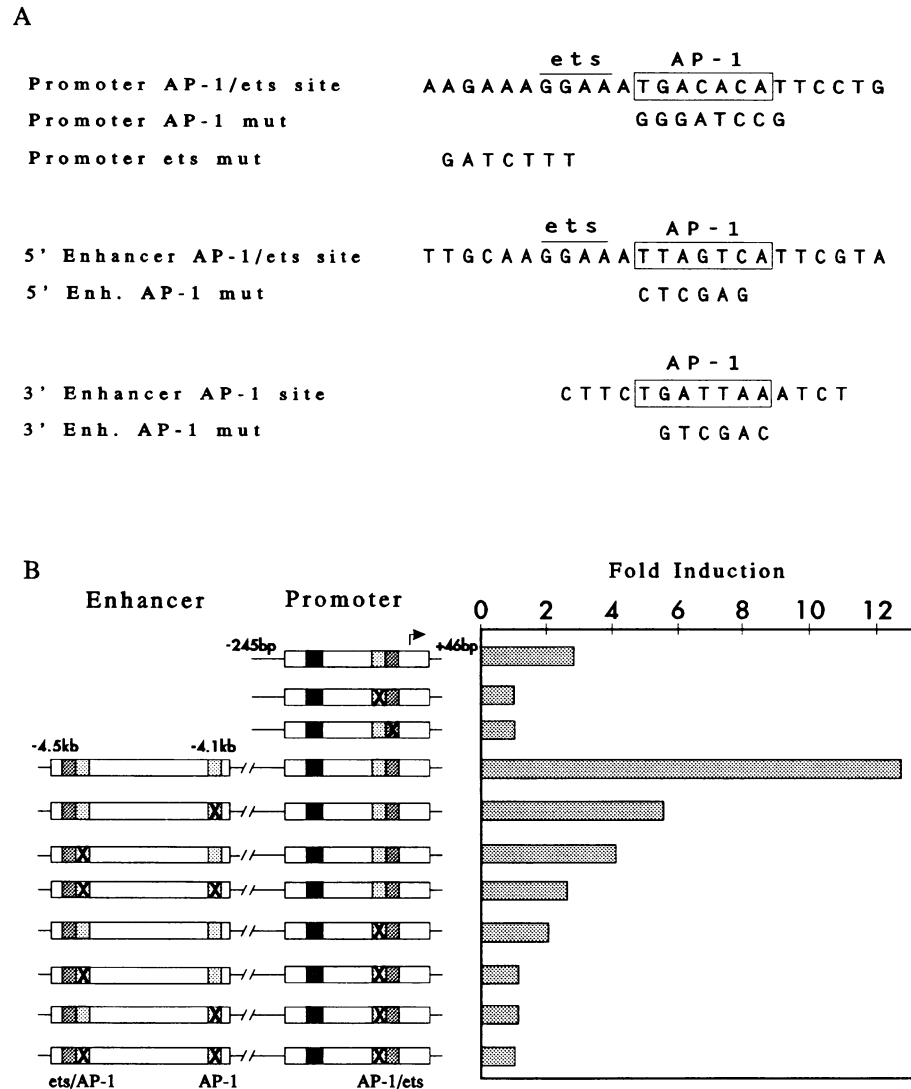 A
ets AP-1
Promoter AP-1/ets site AAGAAAGGAAATGACACATTCCTG
Promoter AP-1 mut GGGATCCG
Promoter ets mut GATCTTT
ets AP-1
5' Enhancer AP-1/ets site TTGCAAGGAAATTAGTCATTCGTA
5' Enh. AP-1 mut CTCGAG
AP-1
3' Enhancer AP-1 site CTTCTGATTAAATCT
3' Enh. AP-1 mut GTCGAC
B
Fold Induction
Enhancer Promoter
0 2 4 6 8 10 12
-245bp +46bp
X
X
-4.5kb -4.1kb
//
X //
X //
X X //
// X
X // X
X // X
X X // X
ets/AP-1 AP-1 AP-1/ets